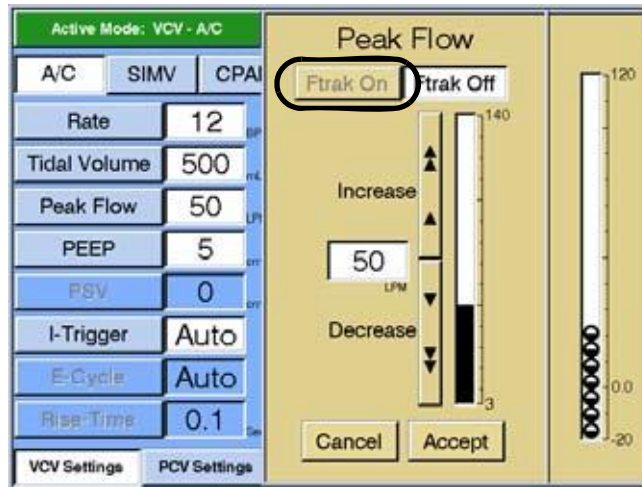 Active Mode: VCV - A/C
A/C SIMV
Rate 12
Tidal Volume 500
Peak Flow 50
PEEP 5
PSV 0
I-Trigger Auto
E-Cycle Auto
Rise-Time 0.1
VCV Settings PCV Settings
Peak Flow
Ftrak On Ftrak Off
140
Increase
50
LPM
Decrease
3
Cancel Accept
120
0.0
-20